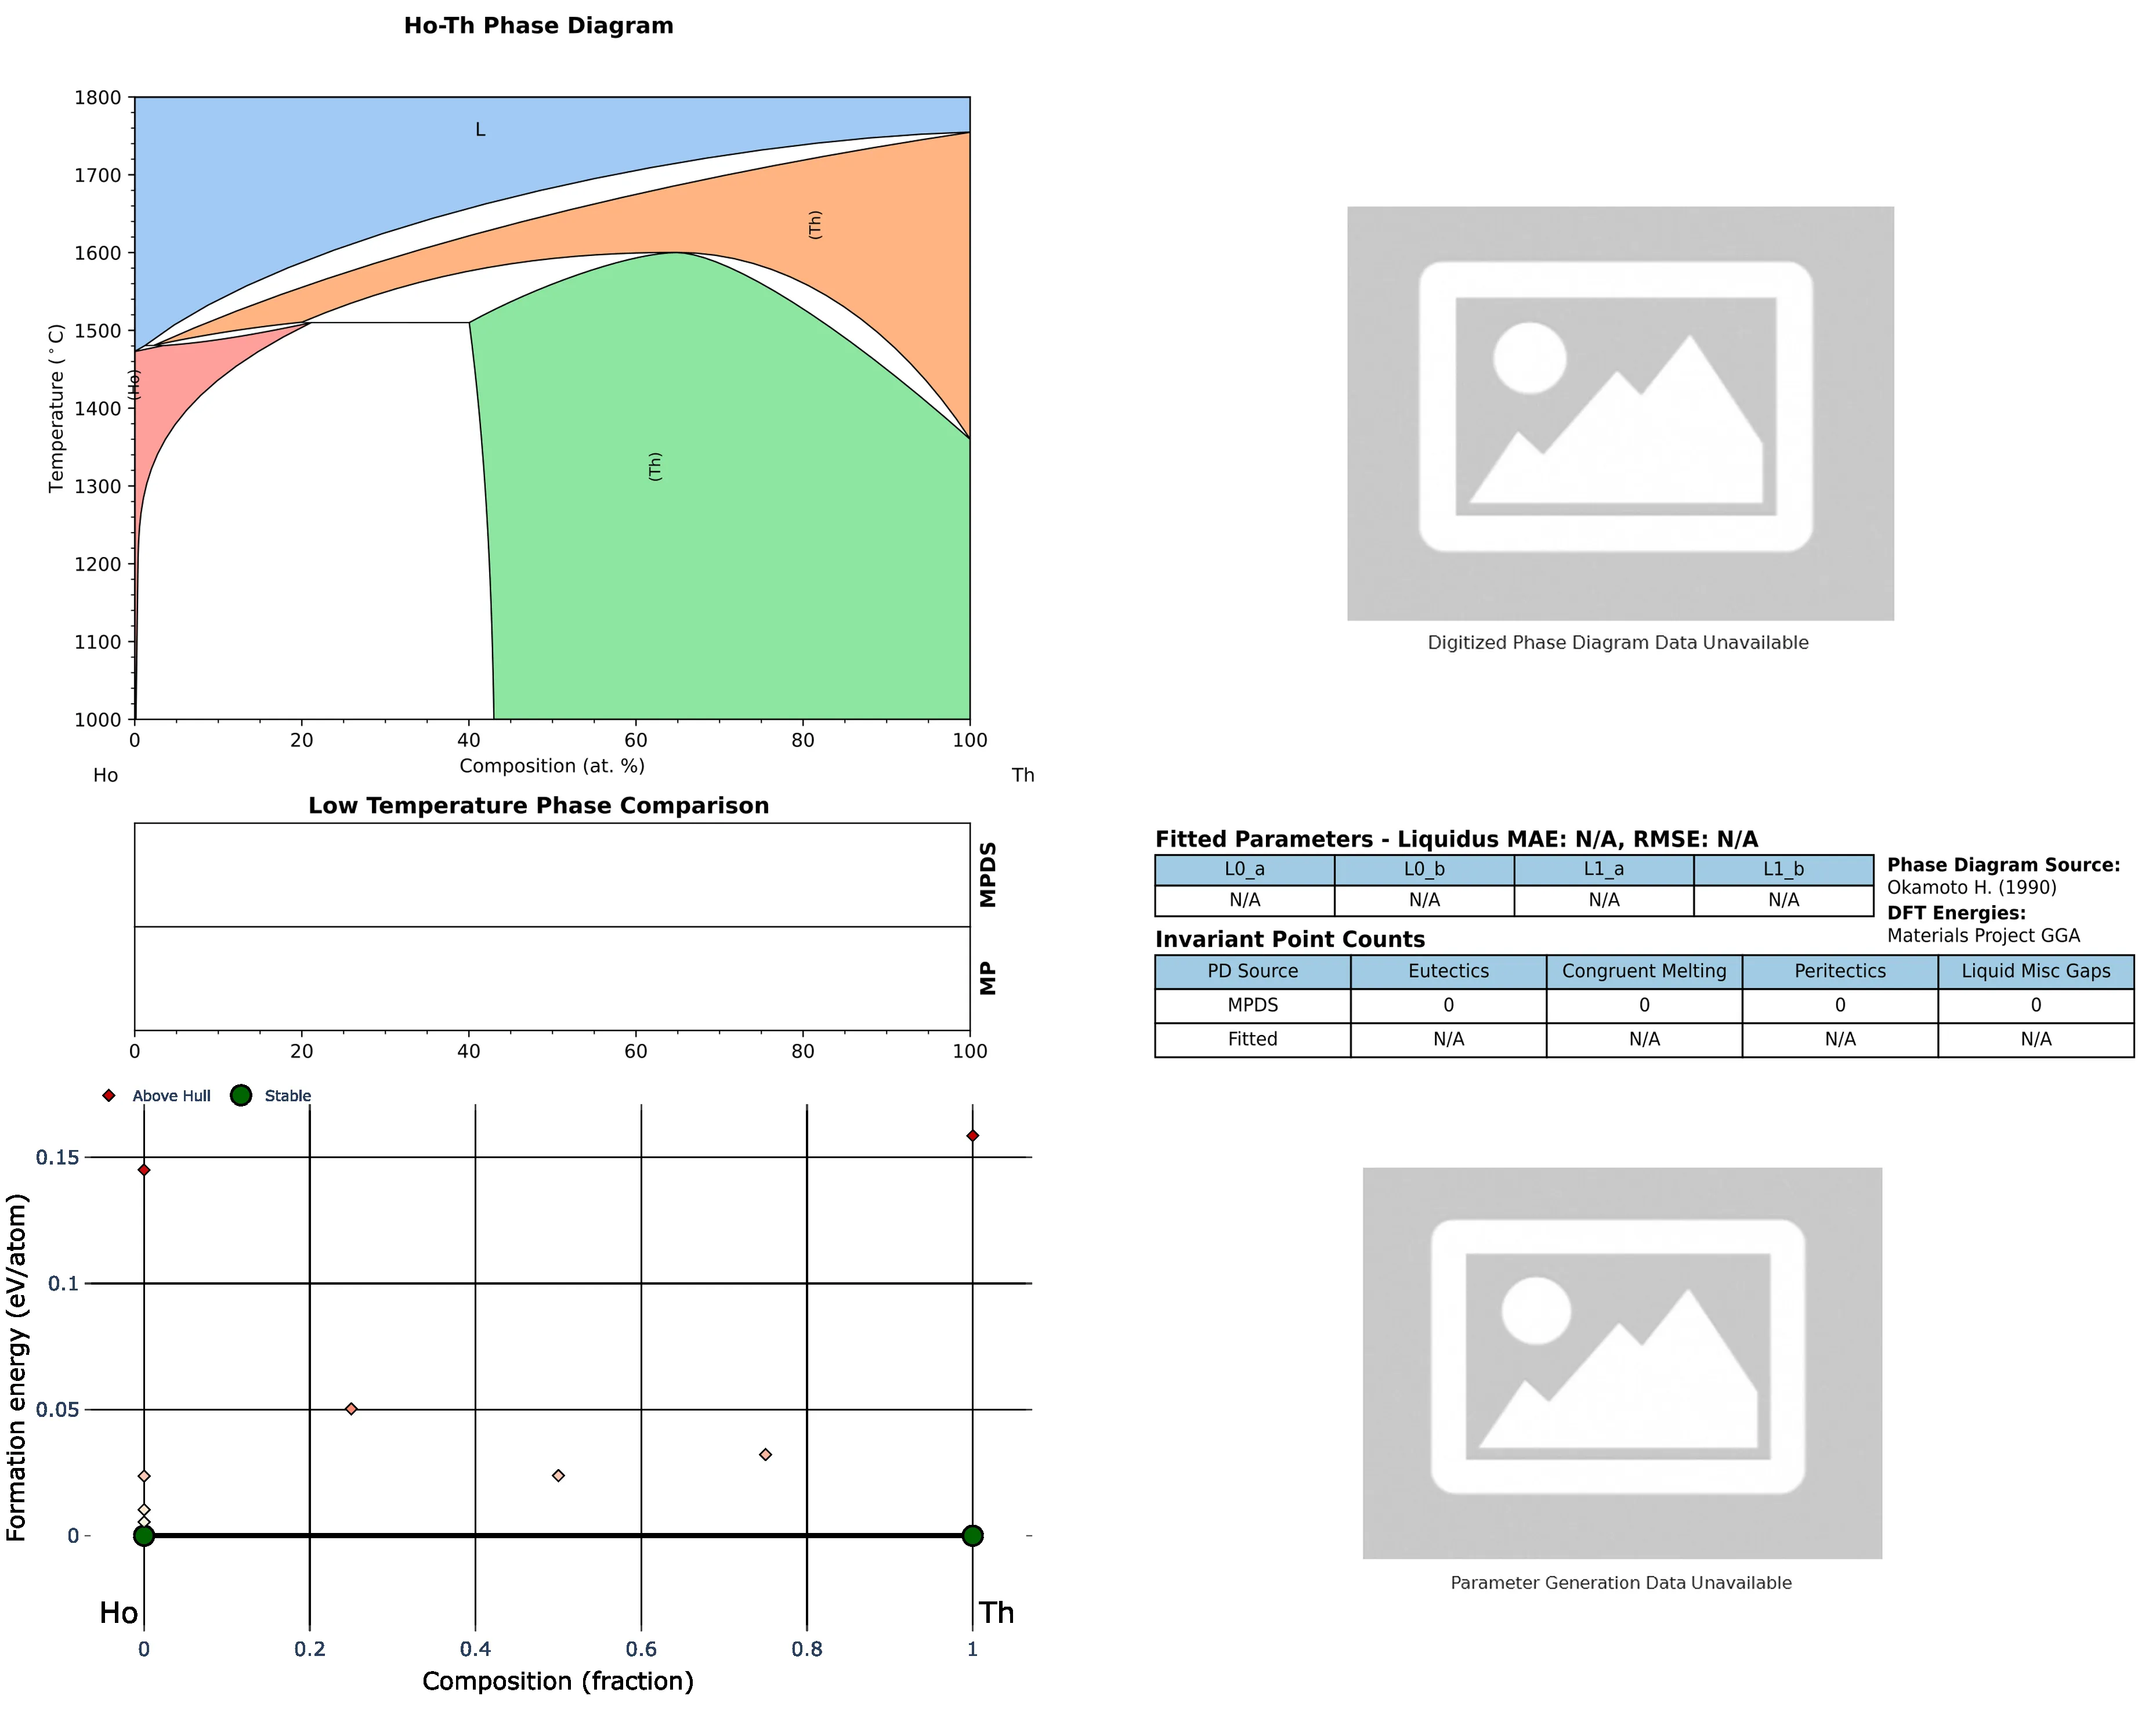 Ho-Th Phase Diagram
1800
1700
1600
1500
1400
1300
1200
1100
1000
Temperature (°C)
L
(Th)
(Ho)
(Th)
0 20 40 60 80 100
Composition (at. %)
Ho Th
Digitized Phase Diagram Data Unavailable
Low Temperature Phase Comparison
MPDS
MP
0 20 40 60 80 100
Fitted Parameters - Liquidus MAE: N/A, RMSE: N/A
L0_a L0_b L1_a L1_b
N/A N/A N/A N/A
Phase Diagram Source:
Okamoto H. (1990)
DFT Energies:
Materials Project GGA
Invariant Point Counts
PD Source Eutectics Congruent Melting Peritectics Liquid Misc Gaps
MPDS 0 0 0 0
Fitted N/A N/A N/A N/A
Above Hull Stable
0.15
0.1
0.05
0
Formation energy (eV/atom)
Ho Th
0 0.2 0.4 0.6 0.8 1
Composition (fraction)
Parameter Generation Data Unavailable